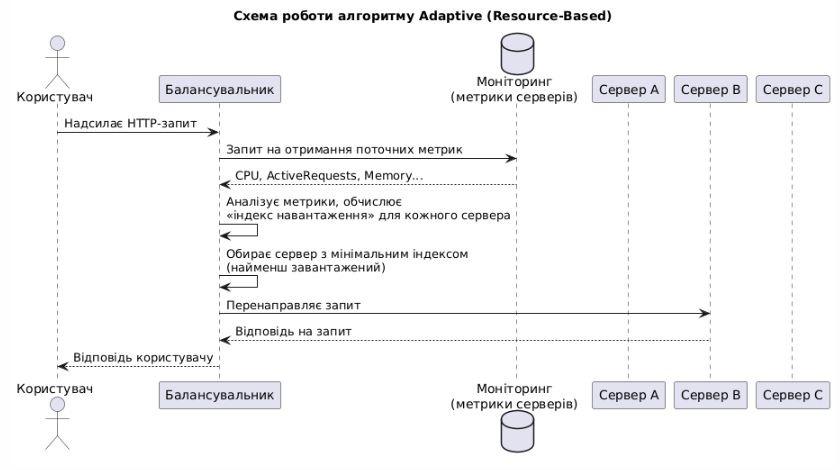 Схема роботи алгоритму Adaptive (Resource-Based)
Користувач
Балансувальник
Моніторинг
(метрики серверів)
Сервер A
Сервер B
Сервер C
Надсилає HTTP-запит
Запит на отримання поточних метрик
CPU, ActiveRequests, Memory...
Аналізує метрики, обчислює
«індекс навантаження» для кожного сервера
Обирає сервер з мінімальним індексом
(найменш завантажений)
Перенаправляє запит
Відповідь на запит
Відповідь користувачу
Користувач
Балансувальник
Моніторинг
(метрики серверів)
Сервер A
Сервер B
Сервер C